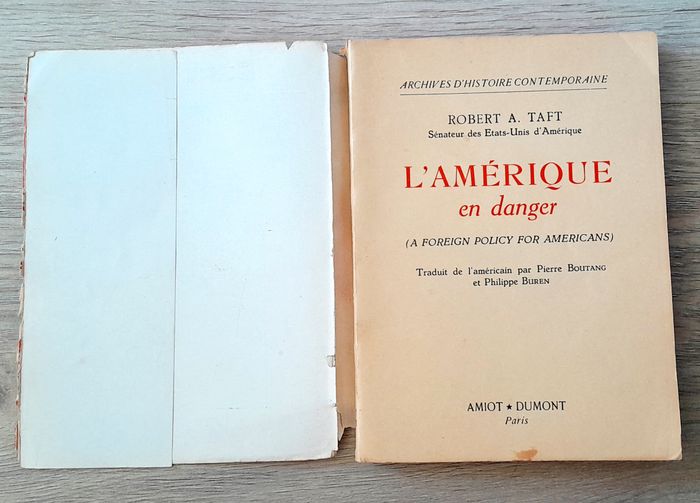 ARCHIVES D'HISTOIRE CONTEMPORAINE
ROBERT A. TAFT
Sénateur des Etats-Unis d'Amérique
L'AMÉRIQUE
en danger
(A FOREIGN POLICY FOR AMERICANS)
Traduit de l'américain par Pierre BOUTANG
et Philippe BUREN
AMIOT ★ DUMONT
Paris